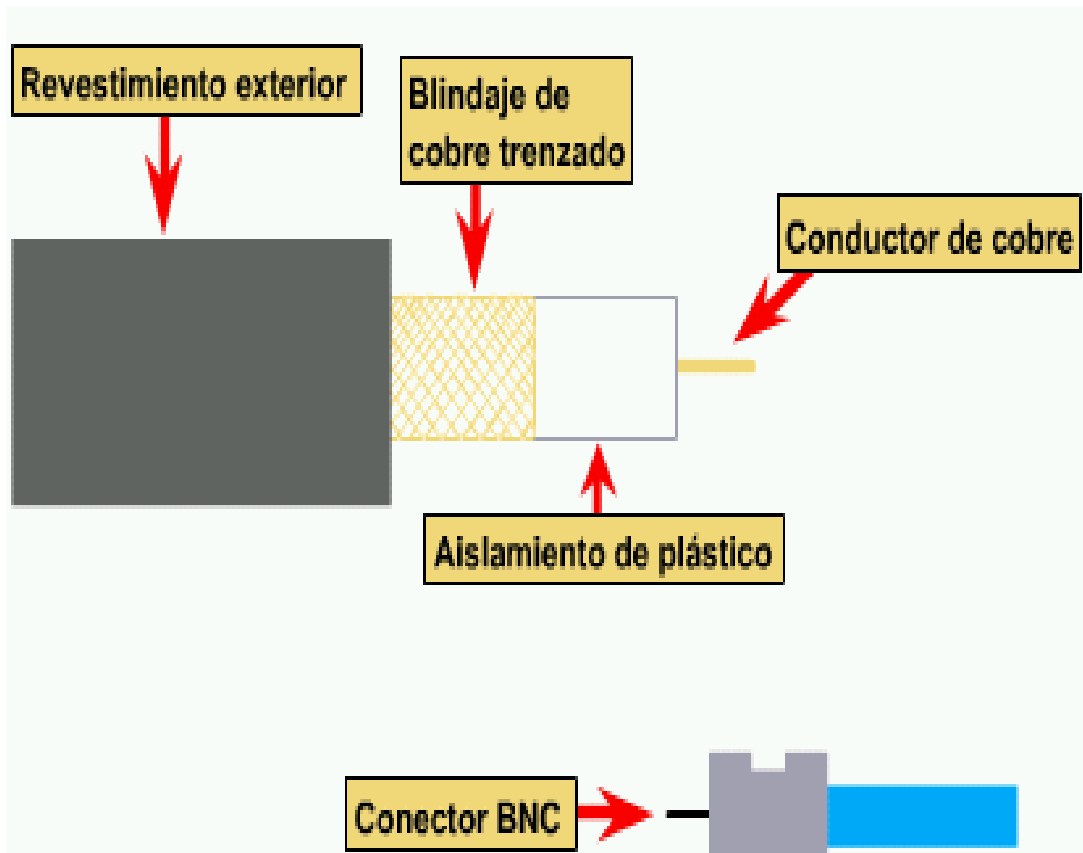 Revestimiento exterior
Blindaje de
cobre trenzado
Conductor de cobre
Aislamiento de plástico
Conector BNC